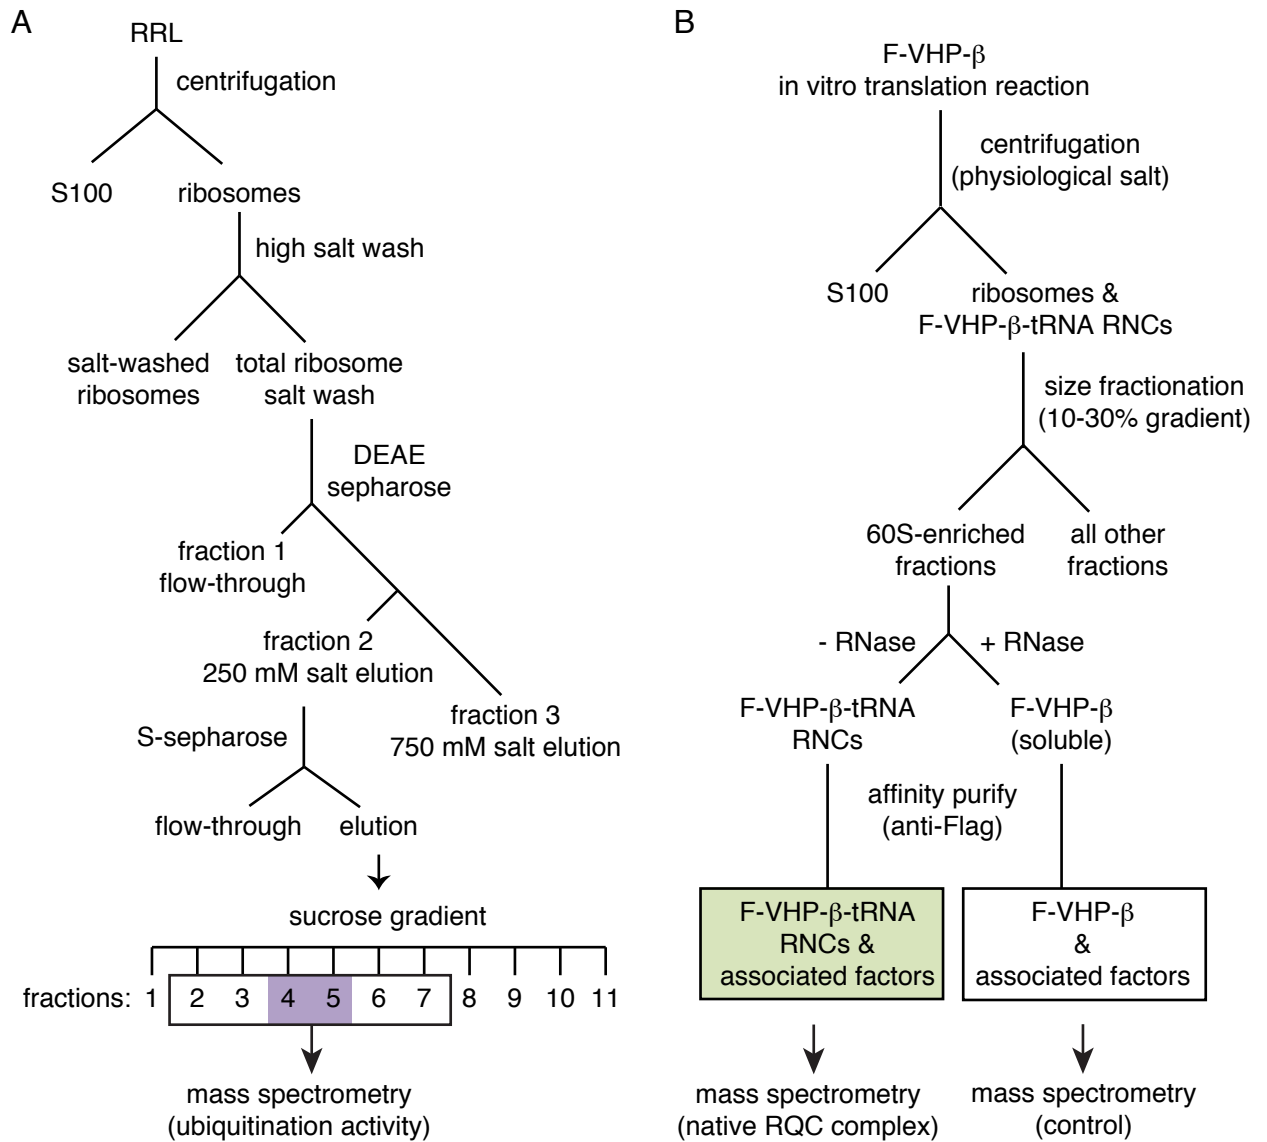 A
RRL
centrifugation
S100
ribosomes
high salt wash
salt-washed
ribosomes
total ribosome
salt wash
DEAE
sepharose
fraction 1
flow-through
fraction 2
250 mM salt elution
fraction 3
750 mM salt elution
S-sepharose
flow-through
elution
sucrose gradient
fractions: 1 2 3 4 5 6 7 8 9 10 11
mass spectrometry
(ubiquitination activity)
B
F-VHP-β
in vitro translation reaction
centrifugation
(physiological salt)
S100
ribosomes &
F-VHP-β-tRNA RNCs
size fractionation
(10-30% gradient)
60S-enriched
fractions
all other
fractions
- RNase
+ RNase
F-VHP-β-tRNA
RNCs
F-VHP-β
(soluble)
affinity purify
(anti-Flag)
F-VHP-β-tRNA
RNCs &
associated factors
F-VHP-β
&
associated factors
mass spectrometry
(native RQC complex)
mass spectrometry
(control)